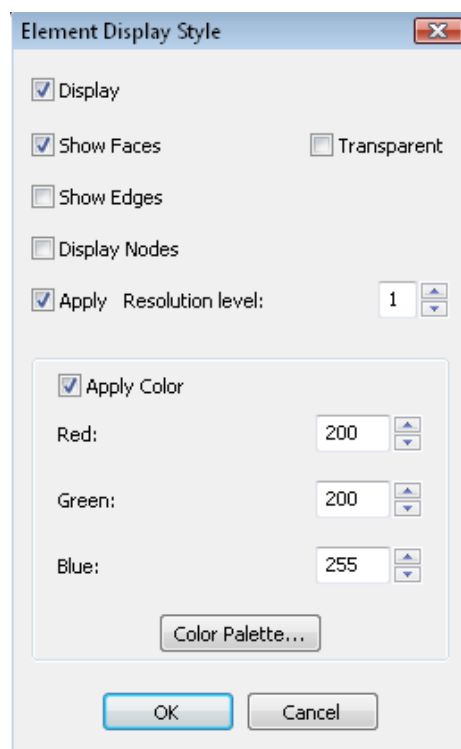 Element Display Style
Display
Show Faces Transparent
Show Edges
Display Nodes
Apply Resolution level: 1
Apply Color
Red: 200
Green: 200
Blue: 255
Color Palette...
OK Cancel